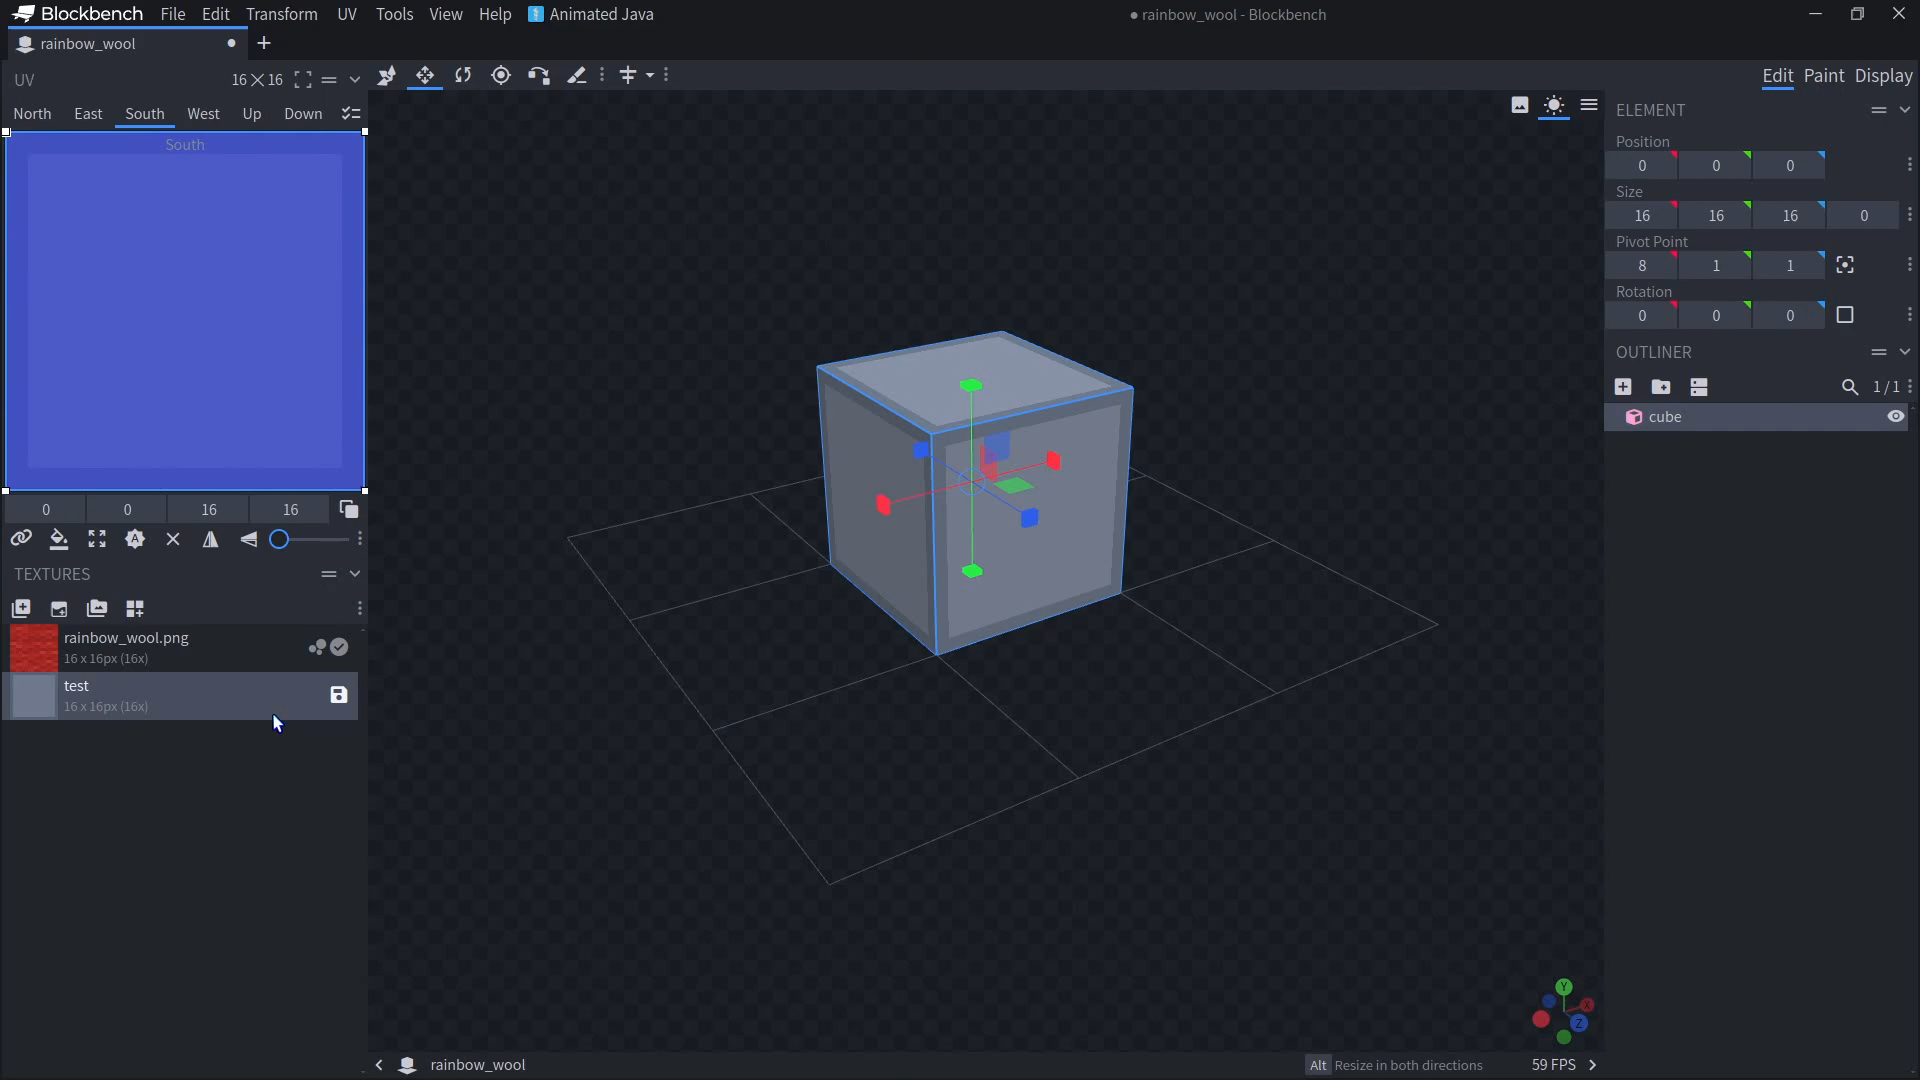 Blockbench File Edit Transform UV Tools View Help Animated Java
● rainbow_wool - Blockbench
rainbow_wool
UV 16×16
North East South West Up Down
South
0 0 16 16
TEXTURES
rainbow_wool.png
16 x 16px (16x)
test
16 x 16px (16x)
Edit Paint Display
ELEMENT
Position
0 0 0
Size
16 16 16 0
Pivot Point
8 1 1
Rotation
0 0 0
OUTLINER
1/1
cube
Y
X
Z
rainbow_wool
Alt Resize in both directions 59 FPS